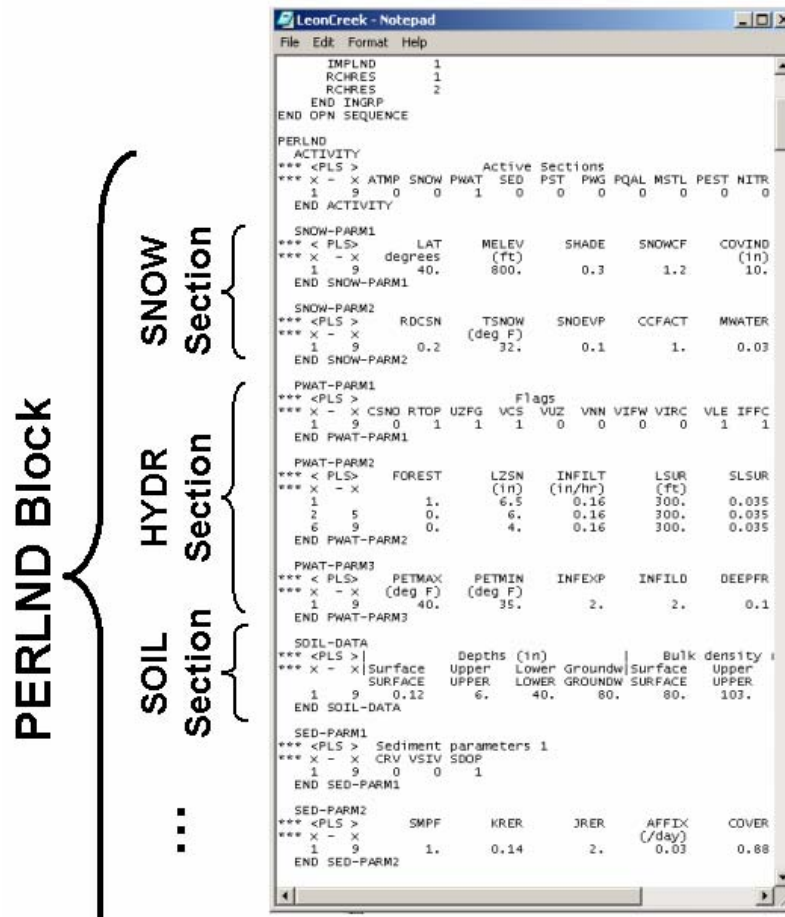 LeonCreek - Notepad
File Edit Format Help
IMPLND 1
RCHRES 1
RCHRES 2
END INGRP
END OPN SEQUENCE
PERLND
ACTIVITY
*** <PLS > Active Sections
*** x - x ATMP SNOW PWAT SED PST PWG PQAL MSTL PEST NITR
1 9 0 0 1 0 0 0 0 0 0 0
END ACTIVITY
SNOW-PARM1
*** < PLS> LAT MELEV SHADE SNOWCF COVIND
*** x - x degrees (ft) (in)
1 9 40. 800. 0.3 1.2 10.
END SNOW-PARM1
SNOW-PARM2
*** <PLS > RDCSN TSNOW SNOEVP CCFACT MWATER
*** x - x (deg F)
1 9 0.2 32. 0.1 1. 0.03
END SNOW-PARM2
PWAT-PARM1
*** <PLS > Flags
*** x - x CSNO RTOP UZFG VCS VUZ VNN VIFW VIRC VLE IFFC
1 9 0 1 1 1 0 0 0 0 1 1
END PWAT-PARM1
PWAT-PARM2
*** < PLS> FOREST LZSN INFILT LSUR SLSUR
*** x - x (in) (in/hr) (ft)
1 1. 6.5 0.16 300. 0.035
2 5 0. 6. 0.16 300. 0.035
6 9 0. 4. 0.16 300. 0.035
END PWAT-PARM2
PWAT-PARM3
*** < PLS> PETMAX PETMIN INFEXP INFILD DEEPFR
*** x - x (deg F) (deg F)
1 9 40. 35. 2. 2. 0.1
END PWAT-PARM3
SOIL-DATA
*** <PLS >| Depths (in) | Bulk density
*** x - x|Surface Upper Lower Groundw|Surface Upper
SURFACE UPPER LOWER GROUNDW SURFACE UPPER
1 9 0.12 6. 40. 80. 80. 103.
END SOIL-DATA
SED-PARM1
*** <PLS > Sediment parameters 1
*** x - x CRV VSIV SDOP
1 9 0 0 1
END SED-PARM1
SED-PARM2
*** <PLS > SMPF KRER JRER AFFIX COVER
*** x - x (/day)
1 9 1. 0.14 2. 0.03 0.88
END SED-PARM2
PERLND Block
SNOW
Section
HYDR
Section
SOIL
Section
...